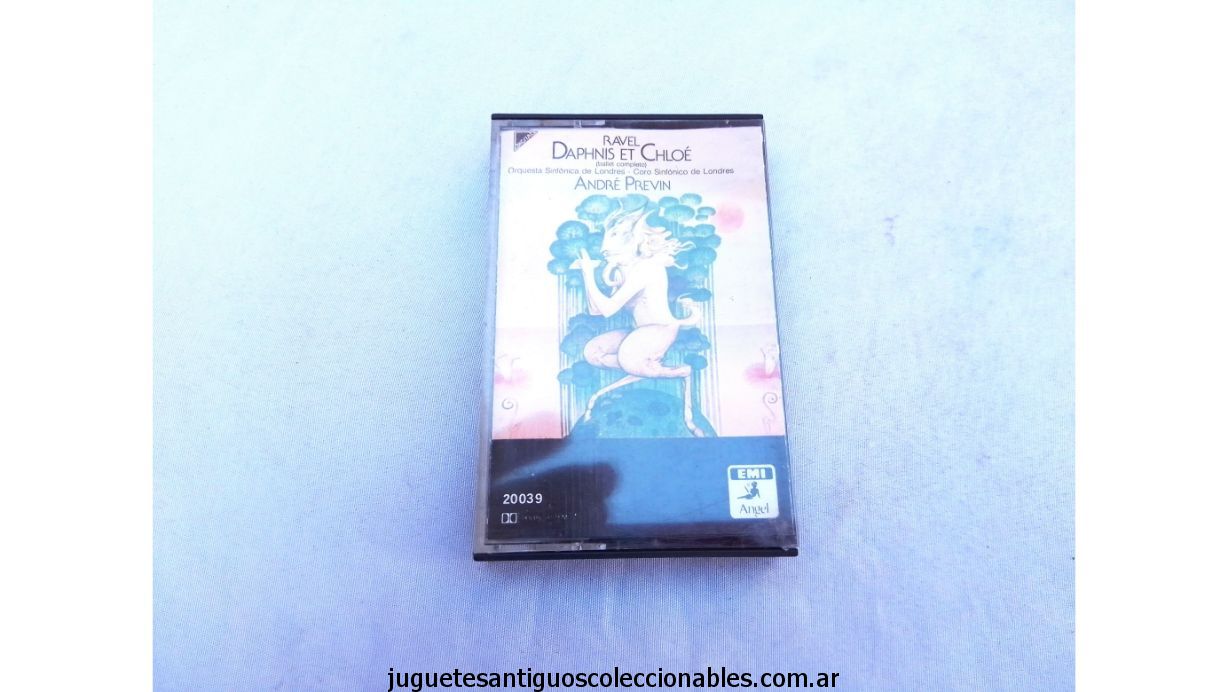 RAVEL
DAPHNIS ET CHLOÉ
(ballet completo)
Orquesta Sinfónica de Londres - Coro Sinfónico de Londres
ANDRÉ PREVIN
20039
EMI
Angel
juguetesantiguoscoleccionables.com.ar